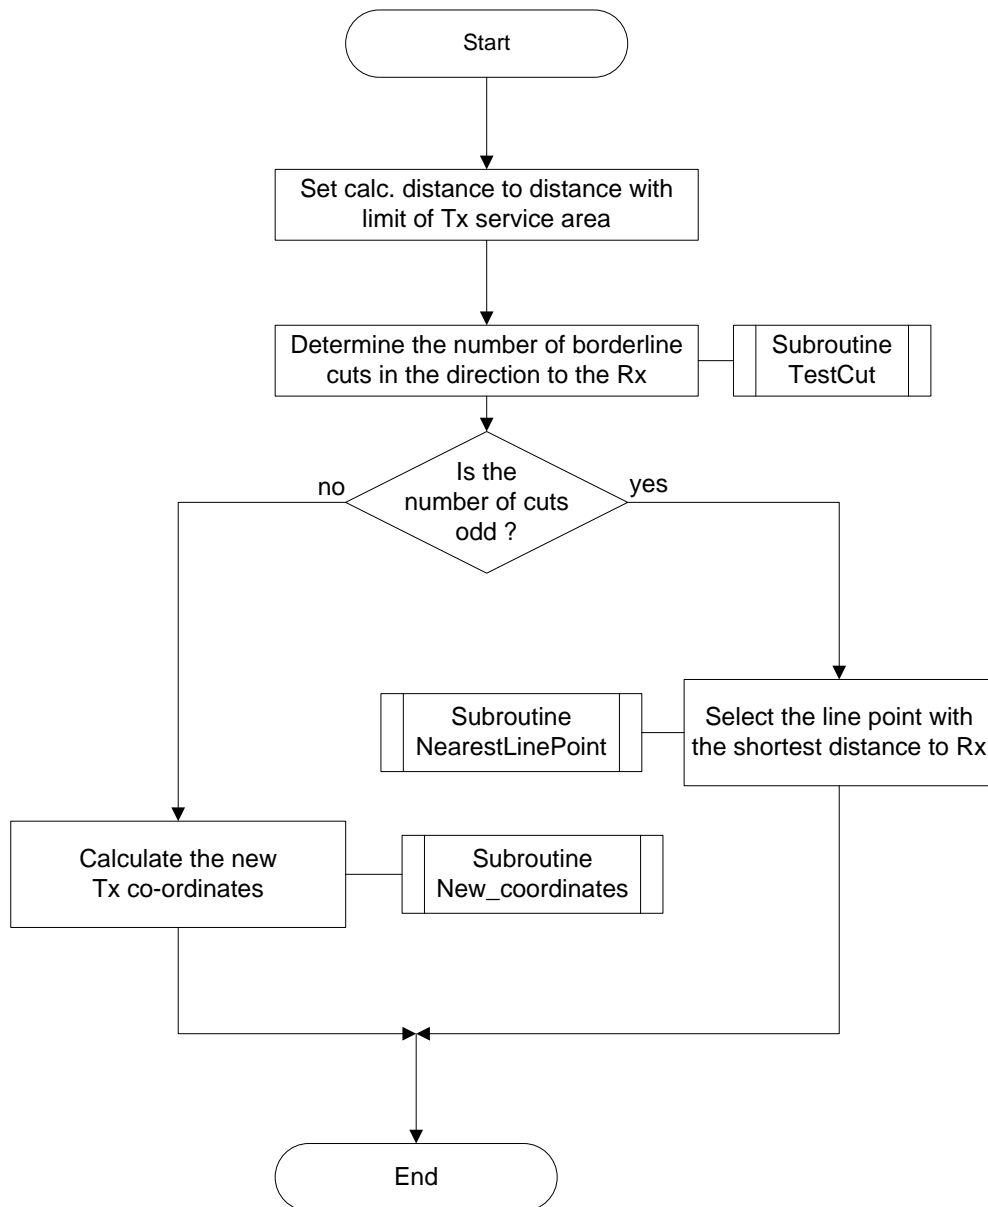 Start
Set calc. distance to distance with
limit of Tx service area
Determine the number of borderline
cuts in the direction to the Rx
Subroutine
TestCut
Is the
number of cuts
odd ?
no
yes
Subroutine
NearestLinePoint
Select the line point with
the shortest distance to Rx
Calculate the new
Tx co-ordinates
Subroutine
New_coordinates
End